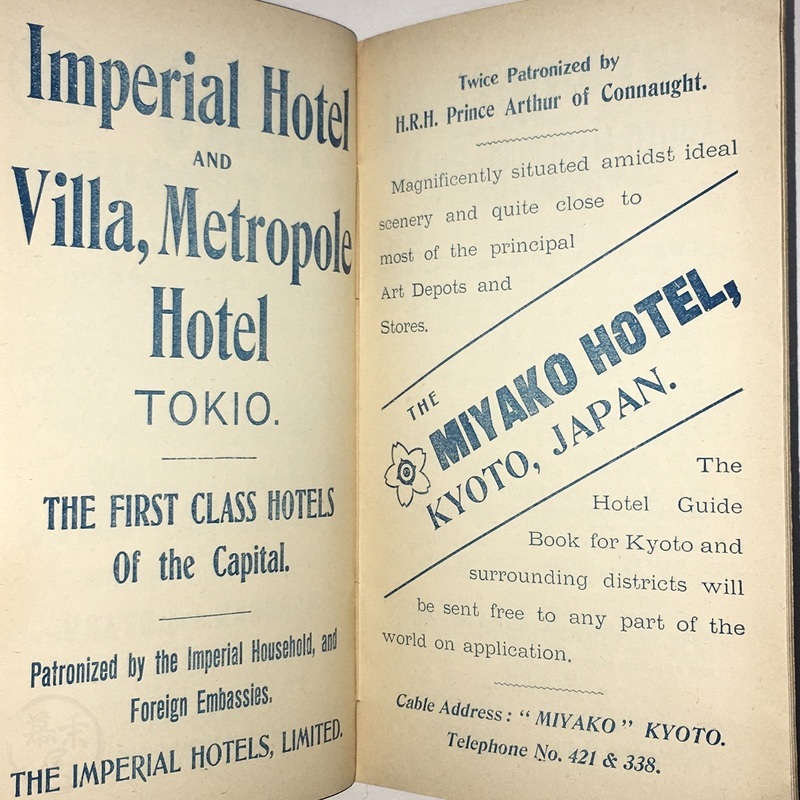 Imperial Hotel
AND
Villa, Metropole
Hotel
TOKIO.
THE FIRST CLASS HOTELS
Of the Capital.
Patronized by the Imperial Household, and
Foreign Embassies.
THE IMPERIAL HOTELS, LIMITED.
Twice Patronized by
H.R.H. Prince Arthur of Connaught.
Magnificently situated amidst ideal
scenery and quite close to
most of the principal
Art Depots and
Stores.
THE MIYAKO HOTEL,
KYOTO, JAPAN.
The
Hotel Guide
Book for Kyoto and
surrounding districts will
be sent free to any part of the
world on application.
Cable Address: "MIYAKO" KYOTO.
Telephone No. 421 & 338.